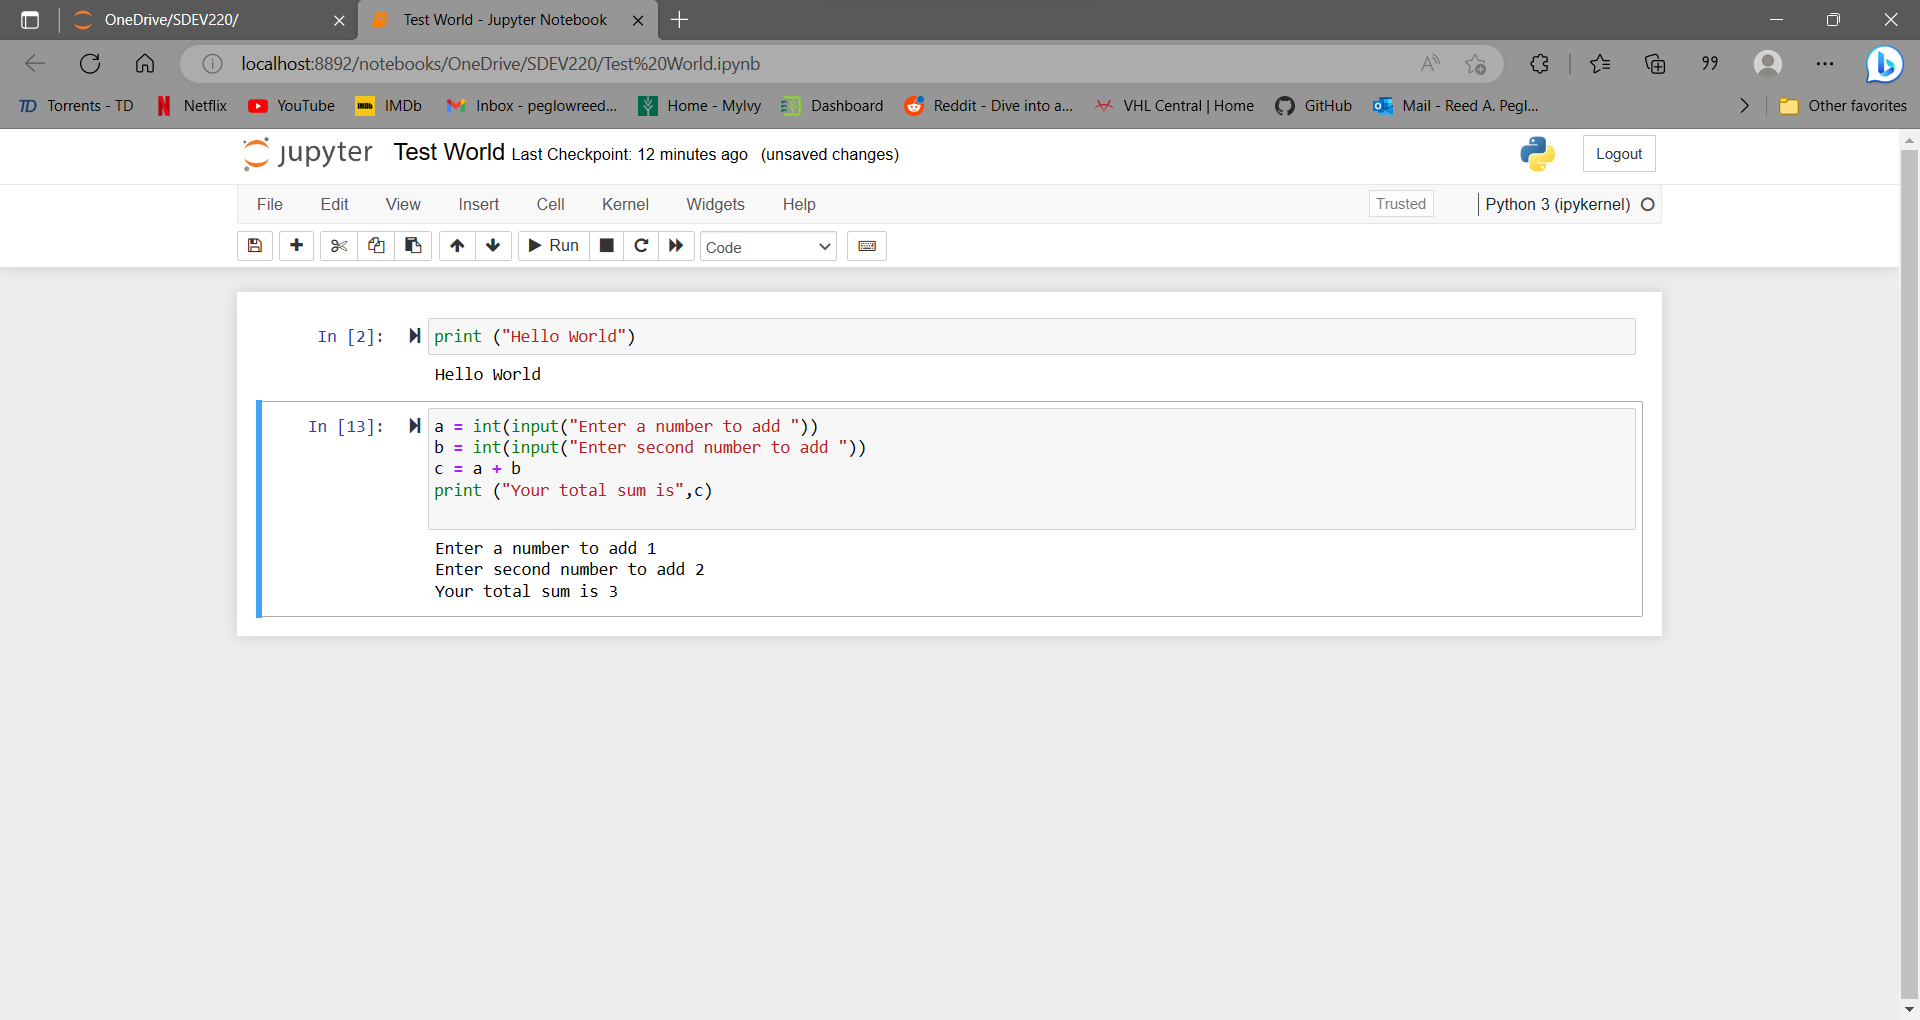 OneDrive/SDEV220/
Test World - Jupyter Notebook
localhost:8892/notebooks/OneDrive/SDEV220/Test%20World.ipynb
TD Torrents - TD
N Netflix
YouTube
IMDb IMDb
Inbox - peglowreed...
Home - MyIvy
Dashboard
Reddit - Dive into a...
VHL Central | Home
GitHub
Mail - Reed A. Pegl...
Other favorites
jupyter Test World Last Checkpoint: 12 minutes ago (unsaved changes)
Logout
File Edit View Insert Cell Kernel Widgets Help
Trusted
Python 3 (ipykernel)
Run
Code
In [2]: print ("Hello World")
Hello World
In [13]: a = int(input("Enter a number to add "))
b = int(input("Enter second number to add "))
c = a + b
print ("Your total sum is",c)
Enter a number to add 1
Enter second number to add 2
Your total sum is 3